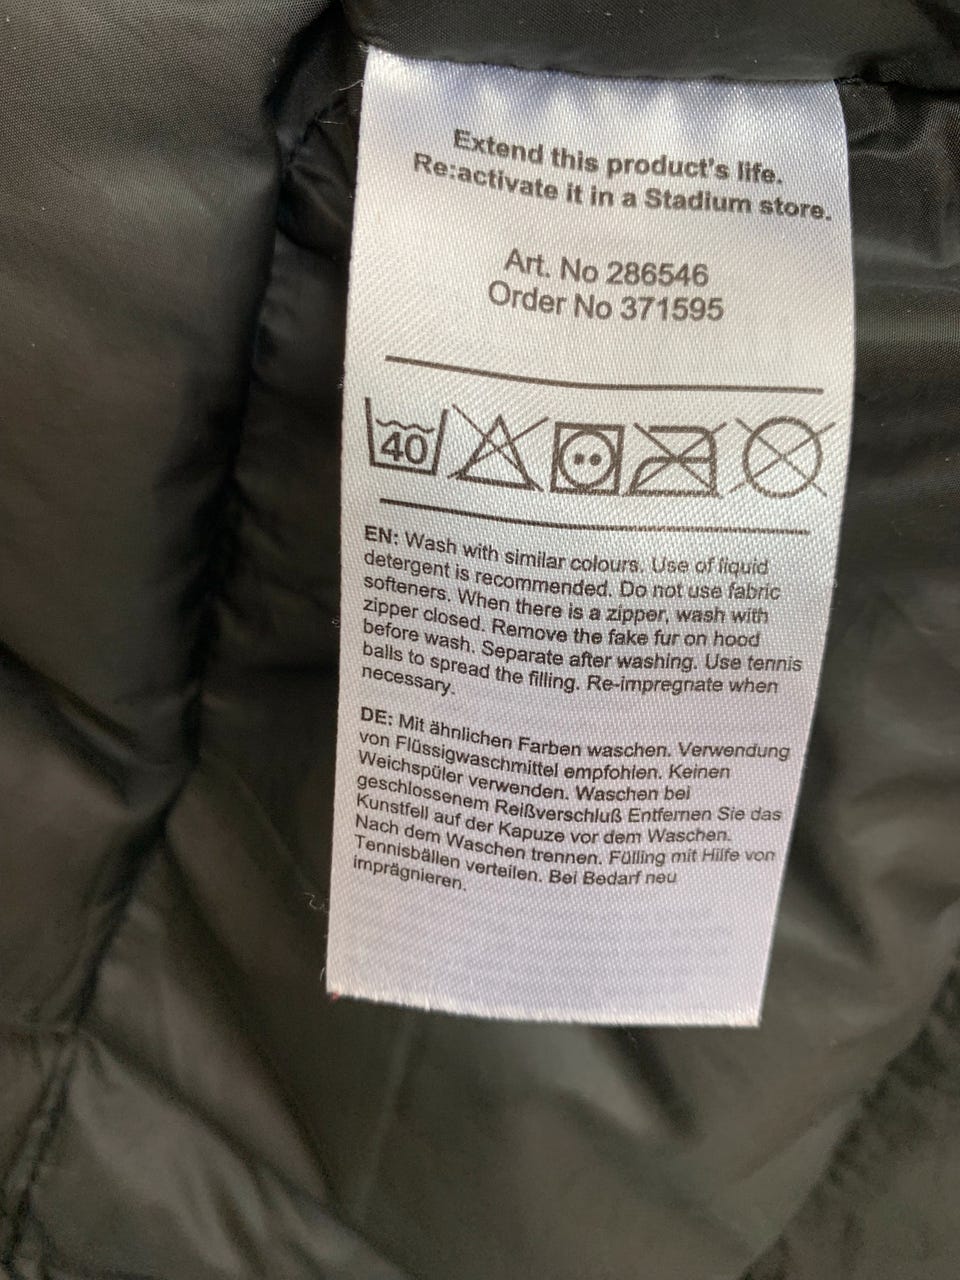 Extend this product's life.
Re:activate it in a Stadium store.
Art. No 286546
Order No 371595
40
EN: Wash with similar colours. Use of liquid
detergent is recommended. Do not use fabric
softeners. When there is a zipper, wash with
zipper closed. Remove the fake fur on hood
before wash. Separate after washing. Use tennis
balls to spread the filling. Re-impregnate when
necessary.
DE: Mit ähnlichen Farben waschen. Verwendung
von Flüssigwaschmittel empfohlen. Keinen
Weichspüler verwenden. Waschen bei
geschlossenem Reißverschluß Entfernen Sie das
Kunstfell auf der Kapuze vor dem Waschen.
Nach dem Waschen trennen. Fülling mit Hilfe von
Tennisbällen verteilen. Bei Bedarf neu
imprägnieren.